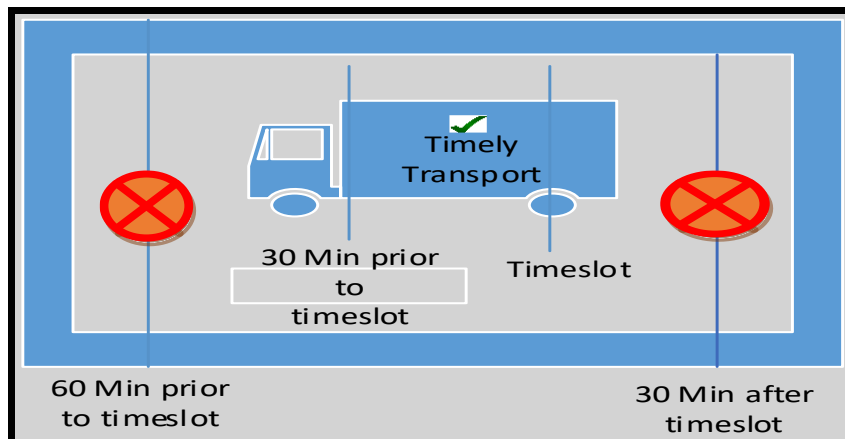 Timely
Transport
30 Min prior
to
timeslot
Timeslot
60 Min prior
to timeslot
30 Min after
timeslot